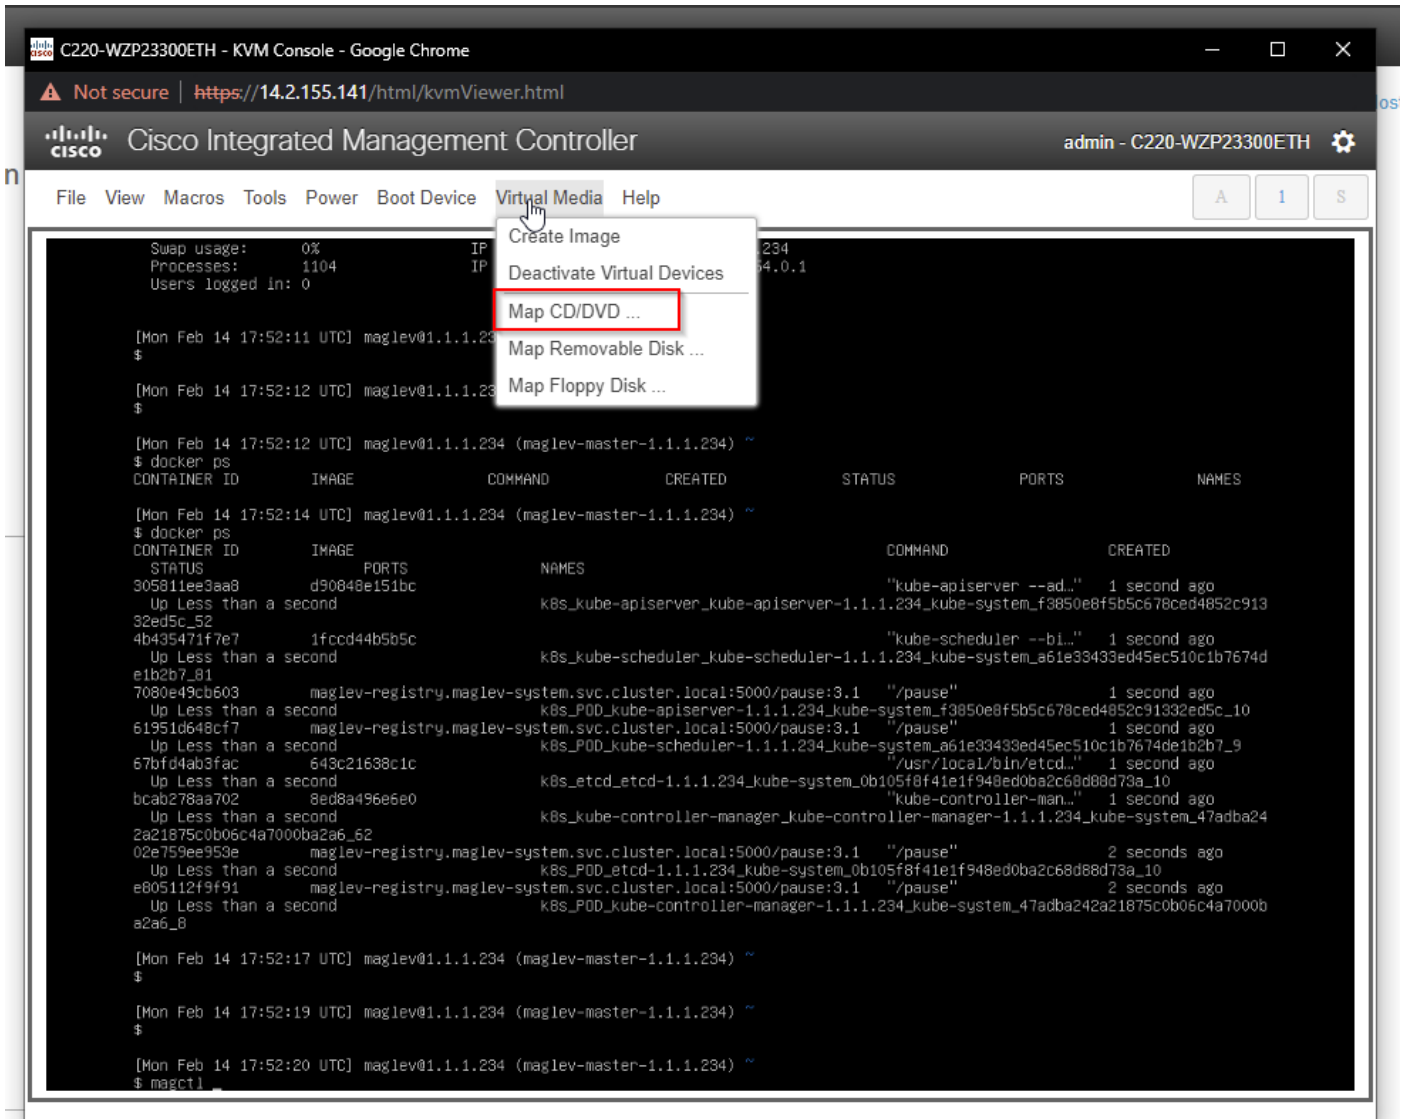 C220-WZP23300ETH - KVM Console - Google Chrome
Not secure | https://14.2.155.141/html/kvmViewer.html
cisco Cisco Integrated Management Controller admin - C220-WZP23300ETH
File View Macros Tools Power Boot Device Virtual Media Help A 1 S
Create Image
Deactivate Virtual Devices
Map CD/DVD ...
Map Removable Disk ...
Map Floppy Disk ...
Swap usage: 0% IP .234
Processes: 1104 IP 54.0.1
Users logged in: 0
[Mon Feb 14 17:52:11 UTC] maglev@1.1.1.23
$
[Mon Feb 14 17:52:12 UTC] maglev@1.1.1.23
$
[Mon Feb 14 17:52:12 UTC] maglev@1.1.1.234 (maglev-master-1.1.1.234) ~
$ docker ps
CONTAINER ID IMAGE COMMAND CREATED STATUS PORTS NAMES
[Mon Feb 14 17:52:14 UTC] maglev@1.1.1.234 (maglev-master-1.1.1.234) ~
$ docker ps
CONTAINER ID IMAGE COMMAND CREATED
STATUS PORTS NAMES
305811ee3aa8 d90848e151bc "kube-apiserver --ad…" 1 second ago
Up Less than a second k8s_kube-apiserver_kube-apiserver-1.1.1.234_kube-system_f3850e8f5b5c678ced4852c913
32ed5c_52
4b435471f7e7 1fccd44b5b5c "kube-scheduler --bi…" 1 second ago
Up Less than a second k8s_kube-scheduler_kube-scheduler-1.1.1.234_kube-system_a61e33433ed45ec510c1b7674d
e1b2b7_81
7080e49cb603 maglev-registry.maglev-system.svc.cluster.local:5000/pause:3.1 "/pause" 1 second ago
Up Less than a second k8s_POD_kube-apiserver-1.1.1.234_kube-system_f3850e8f5b5c678ced4852c91332ed5c_10
61951d648cf7 maglev-registry.maglev-system.svc.cluster.local:5000/pause:3.1 "/pause" 1 second ago
Up Less than a second k8s_POD_kube-scheduler-1.1.1.234_kube-system_a61e33433ed45ec510c1b7674de1b2b7_9
67bfd4ab3fac 643c21638c1c "/usr/local/bin/etcd…" 1 second ago
Up Less than a second k8s_etcd_etcd-1.1.1.234_kube-system_0b105f8f41e1f948ed0ba2c68d88d73a_10
bcab278aa702 8ed8a496e6e0 "kube-controller-man…" 1 second ago
Up Less than a second k8s_kube-controller-manager_kube-controller-manager-1.1.1.234_kube-system_47adba24
2a21875c0b06c4a7000ba2a6_62
02e759ee953e maglev-registry.maglev-system.svc.cluster.local:5000/pause:3.1 "/pause" 2 seconds ago
Up Less than a second k8s_POD_etcd-1.1.1.234_kube-system_0b105f8f41e1f948ed0ba2c68d88d73a_10
e805112f9f91 maglev-registry.maglev-system.svc.cluster.local:5000/pause:3.1 "/pause" 2 seconds ago
Up Less than a second k8s_POD_kube-controller-manager-1.1.1.234_kube-system_47adba242a21875c0b06c4a7000b
a2a6_8
[Mon Feb 14 17:52:17 UTC] maglev@1.1.1.234 (maglev-master-1.1.1.234) ~
$
[Mon Feb 14 17:52:19 UTC] maglev@1.1.1.234 (maglev-master-1.1.1.234) ~
$
[Mon Feb 14 17:52:20 UTC] maglev@1.1.1.234 (maglev-master-1.1.1.234) ~
$ magctl _